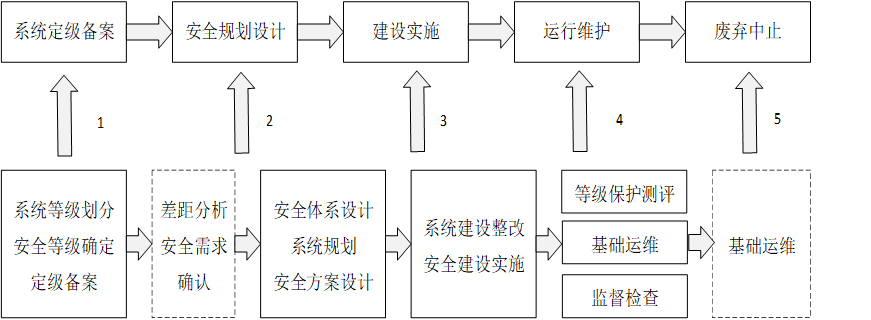 系统定级备案
安全规划设计
建设实施
运行维护
废弃中止
1
2
3
4
5
系统等级划分
安全等级确定
定级备案
差距分析
安全需求
确认
安全体系设计
系统规划
安全方案设计
系统建设整改
安全建设实施
等级保护测评
基础运维
监督检查
基础运维